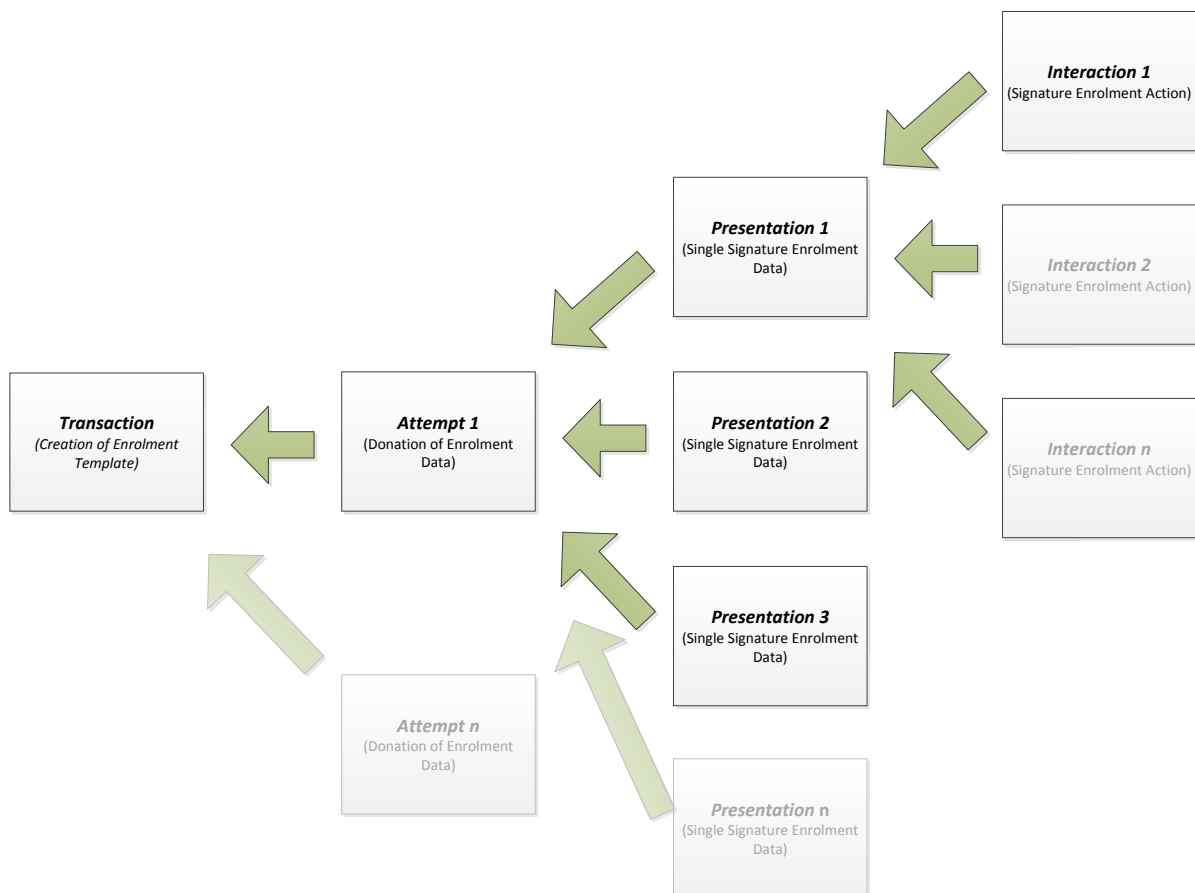 Interaction 1
(Signature Enrolment Action)
Presentation 1
(Single Signature Enrolment
Data)
Interaction 2
(Signature Enrolment Action)
Transaction
(Creation of Enrolment
Template)
Attempt 1
(Donation of Enrolment
Data)
Presentation 2
(Single Signature Enrolment
Data)
Interaction n
(Signature Enrolment Action)
Presentation 3
(Single Signature Enrolment
Data)
Attempt n
(Donation of Enrolment
Data)
Presentation n
(Single Signature Enrolment
Data)